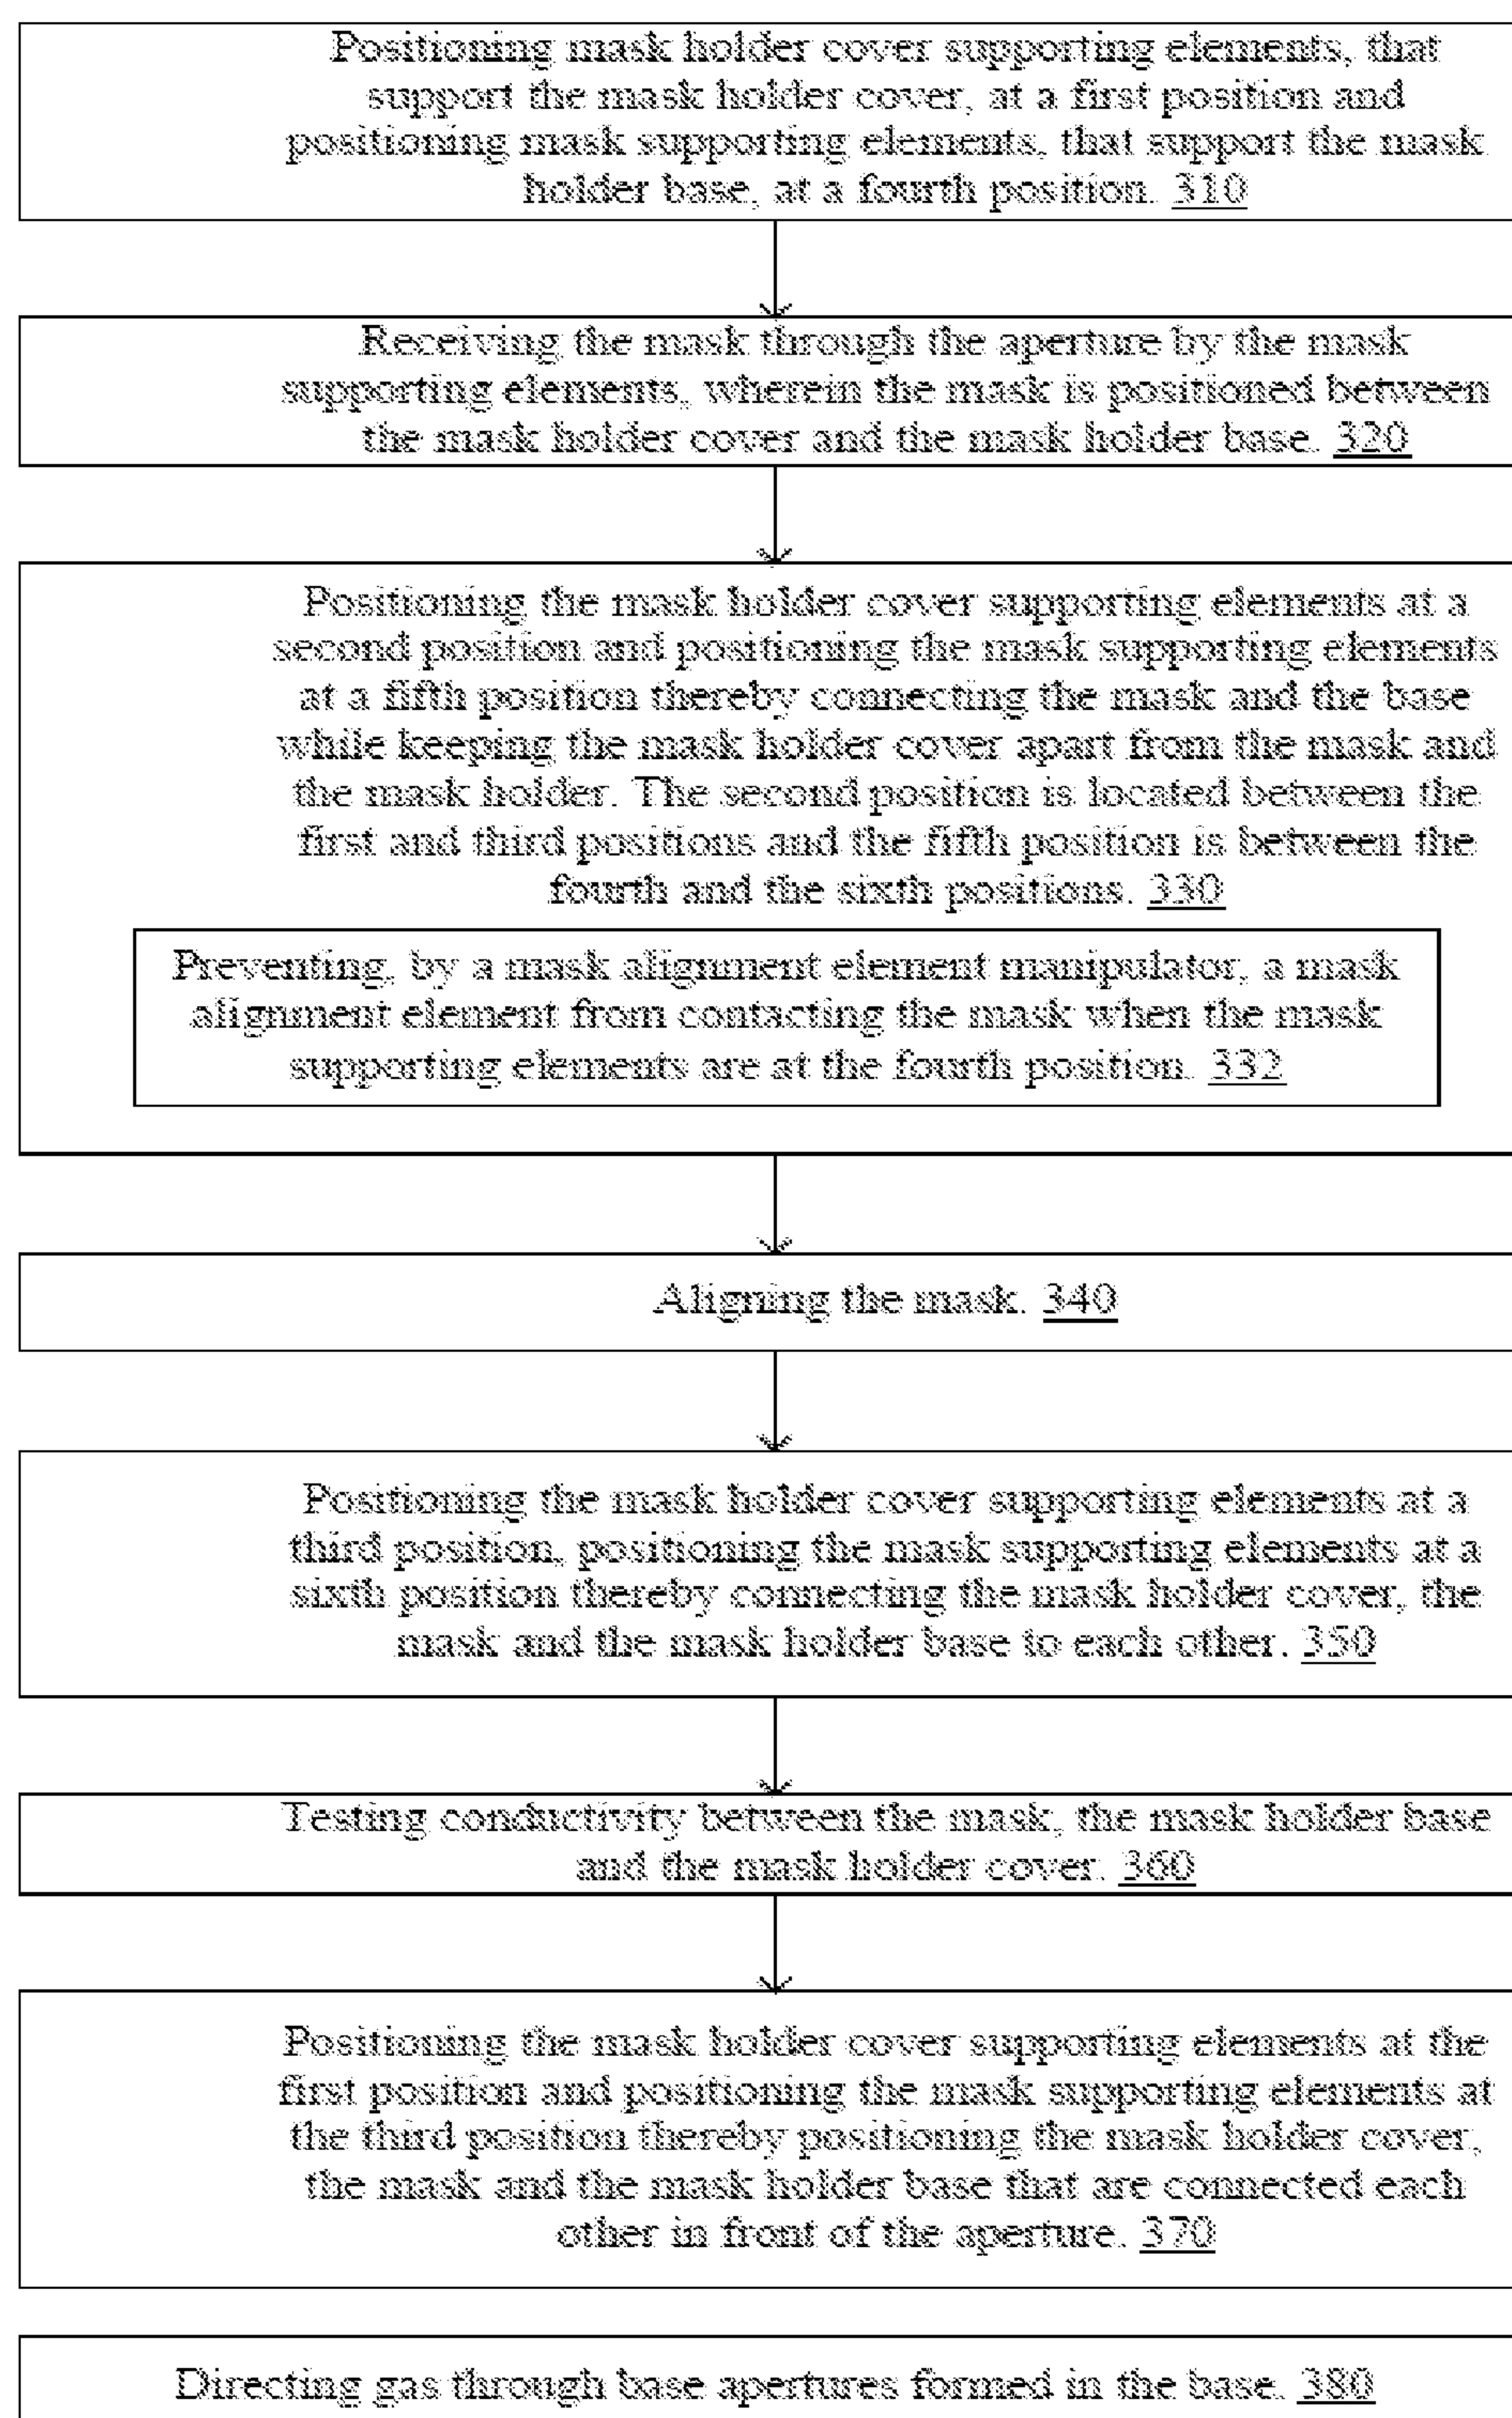 Positioning mask holder cover supporting elements, that
support the mask holder cover, at a first position and
positioning mask supporting elements, that support the mask
holder base, at a fourth position. 310
Receiving the mask through the aperture by the mask
supporting elements, wherein the mask is positioned between
the mask holder cover and the mask holder base. 320
Positioning the mask holder cover supporting elements at a
second position and positioning the mask supporting elements
at a fifth position thereby connecting the mask and the base
while keeping the mask holder cover apart from the mask and
the mask holder. The second position is located between the
first and third positions and the fifth position is between the
fourth and the sixth positions. 330
Preventing, by a mask alignment element manipulator, a mask
alignment element from contacting the mask when the mask
supporting elements are at the fourth position. 332
Aligning the mask. 340
Positioning the mask holder cover supporting elements at a
third position, positioning the mask supporting elements at a
sixth position thereby connecting the mask holder cover, the
mask and the mask holder base to each other. 350
Testing conductivity between the mask, the mask holder base
and the mask holder cover. 360
Positioning the mask holder cover supporting elements at the
first position and positioning the mask supporting elements at
the third position thereby positioning the mask holder cover,
the mask and the mask holder base that are connected each
other in front of the aperture. 370
Directing gas through base apertures formed in the base. 380